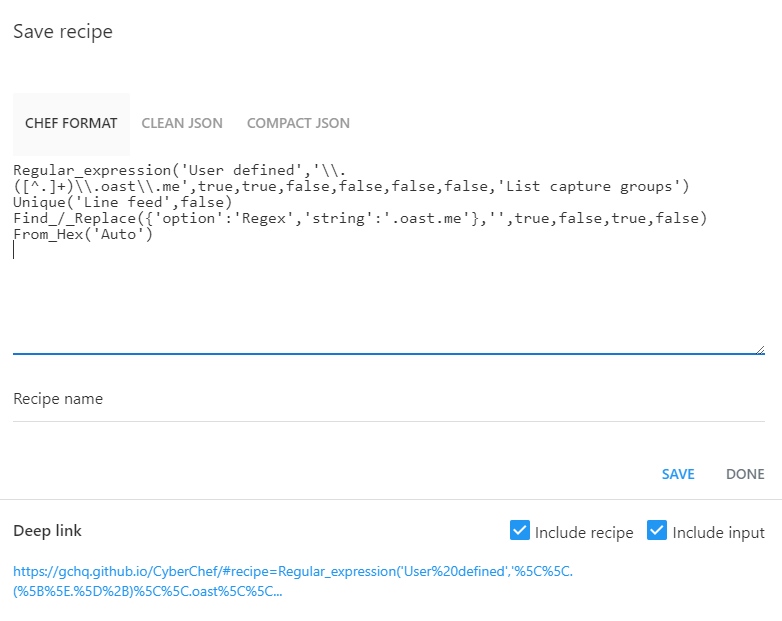 Save recipe
CHEF FORMAT CLEAN JSON COMPACT JSON
Regular_expression('User defined','\\.
([^.]+)\\.oast\\.me',true,true,false,false,false,false,'List capture groups')
Unique('Line feed',false)
Find_/_Replace({'option':'Regex','string':'.oast.me'},'',true,false,true,false)
From_Hex('Auto')
Recipe name
SAVE DONE
Deep link Include recipe Include input
https://gchq.github.io/CyberChef/#recipe=Regular_expression('User%20defined','%5C%5C.
(%5B%5E.%5D%2B)%5C%5C.oast%5C%5C...